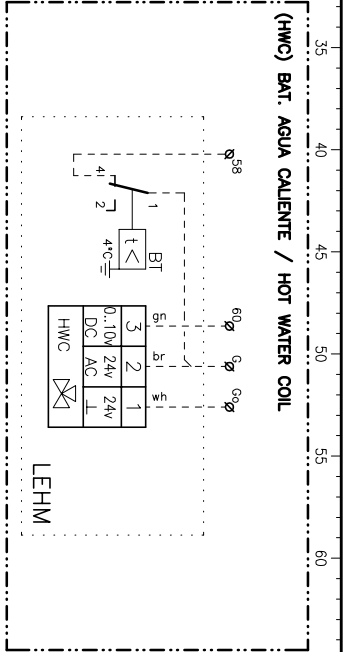 35 40 45 50 55 60
(HWC) BAT. AGUA CALIENTE / HOT WATER COIL
58 60 G Go
gn br wh
4 2 1
BT
t <
4°C
3 2 1
0..10v 24v 24v
DC AC ⊥
HWC
LEHM